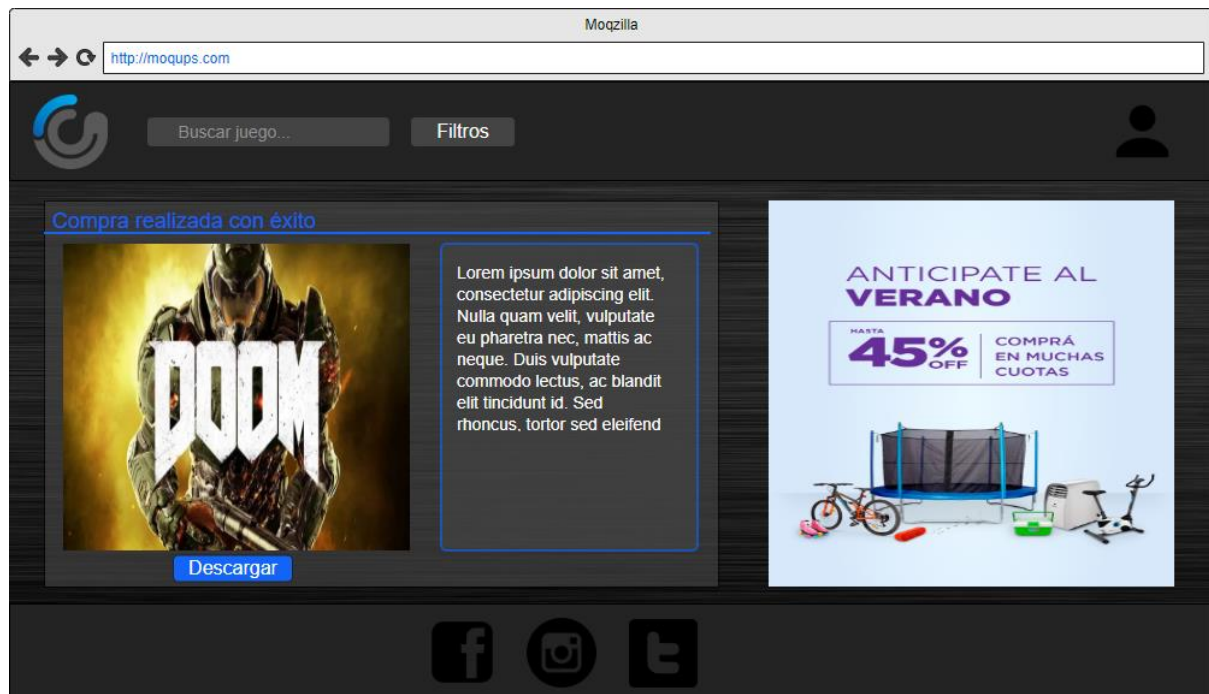 Moqzilla
http://moqups.com
Buscar juego...
Filtros
Compra realizada con éxito
DOOM
Lorem ipsum dolor sit amet,
consectetur adipiscing elit.
Nulla quam velit, vulputate
eu pharetra nec, mattis ac
neque. Duis vulputate
commodo lectus, ac blandit
elit tincidunt id. Sed
rhoncus, tortor sed eleifend
Descargar
ANTICIPATE AL
VERANO
HASTA
45% OFF
COMPRÁ
EN MUCHAS
CUOTAS